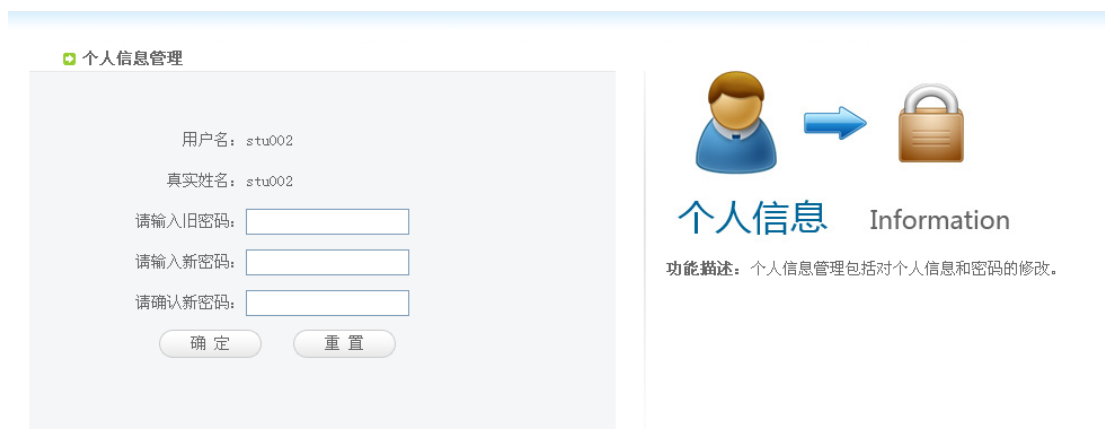 个人信息管理
用户名：stu002
真实姓名：stu002
请输入旧密码：
请输入新密码：
请确认新密码：
确 定 重 置
个人信息 Information
功能描述：个人信息管理包括对个人信息和密码的修改。